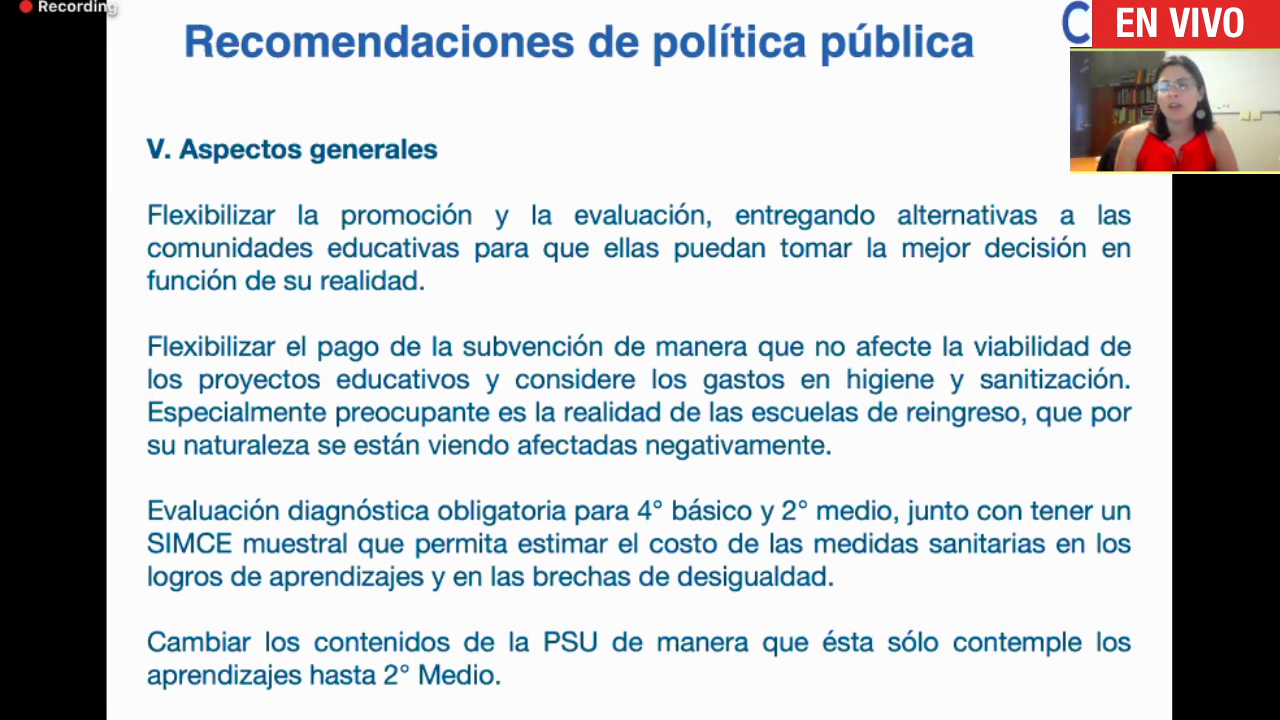 Recording
EN VIVO
Recomendaciones de política pública
V. Aspectos generales
Flexibilizar la promoción y la evaluación, entregando alternativas a las
comunidades educativas para que ellas puedan tomar la mejor decisión en
función de su realidad.
Flexibilizar el pago de la subvención de manera que no afecte la viabilidad de
los proyectos educativos y considere los gastos en higiene y sanitización.
Especialmente preocupante es la realidad de las escuelas de reingreso, que por
su naturaleza se están viendo afectadas negativamente.
Evaluación diagnóstica obligatoria para 4° básico y 2° medio, junto con tener un
SIMCE muestral que permita estimar el costo de las medidas sanitarias en los
logros de aprendizajes y en las brechas de desigualdad.
Cambiar los contenidos de la PSU de manera que ésta sólo contemple los
aprendizajes hasta 2° Medio.